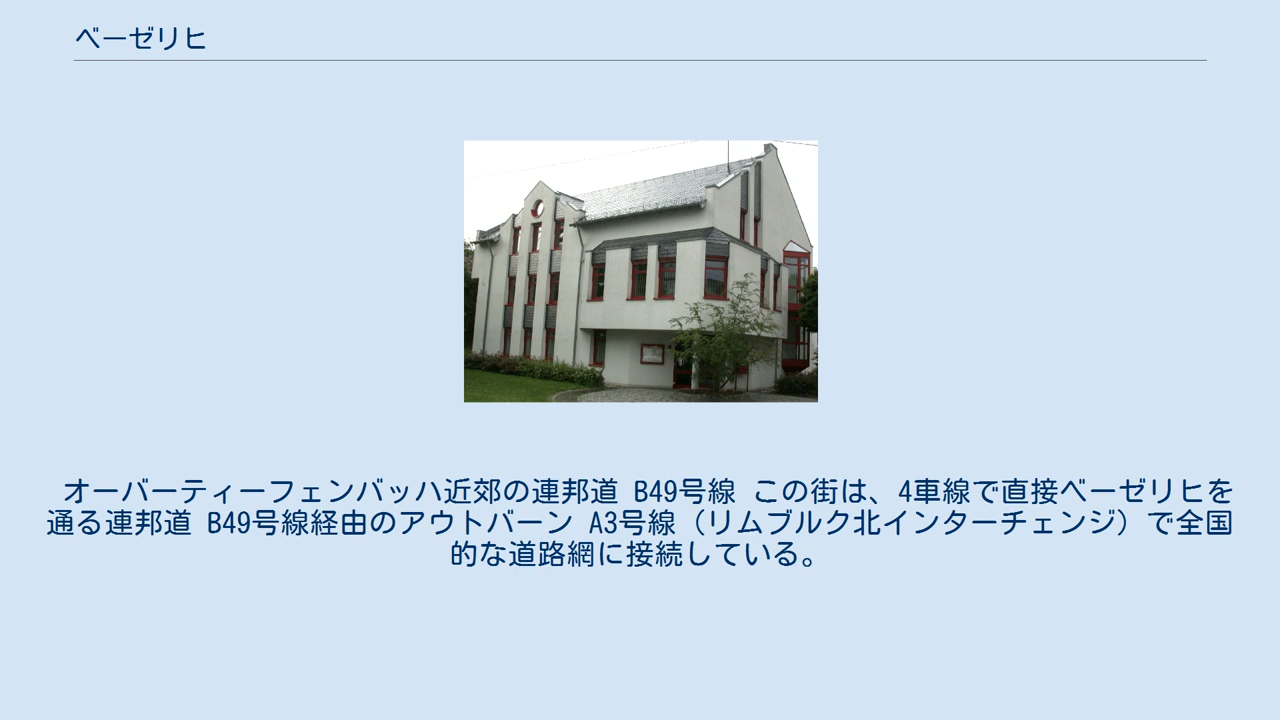 ベーゼリヒ
オーバーティーフェンバッハ近郊の連邦道 B49号線 この街は、4車線で直接ベーゼリヒを
通る連邦道 B49号線経由のアウトバーン A3号線（リムブルク北インターチェンジ）で全国
的な道路網に接続している。